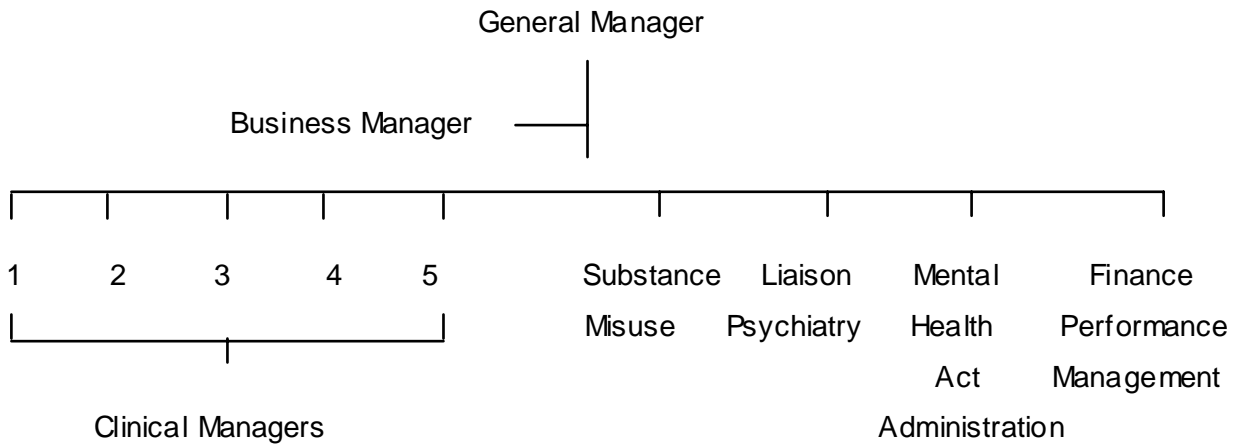 General Manager
Business Manager
1 2 3 4 5 Substance Liaison Mental Finance
Misuse Psychiatry Health Performance
Act Management
Clinical Managers Administration